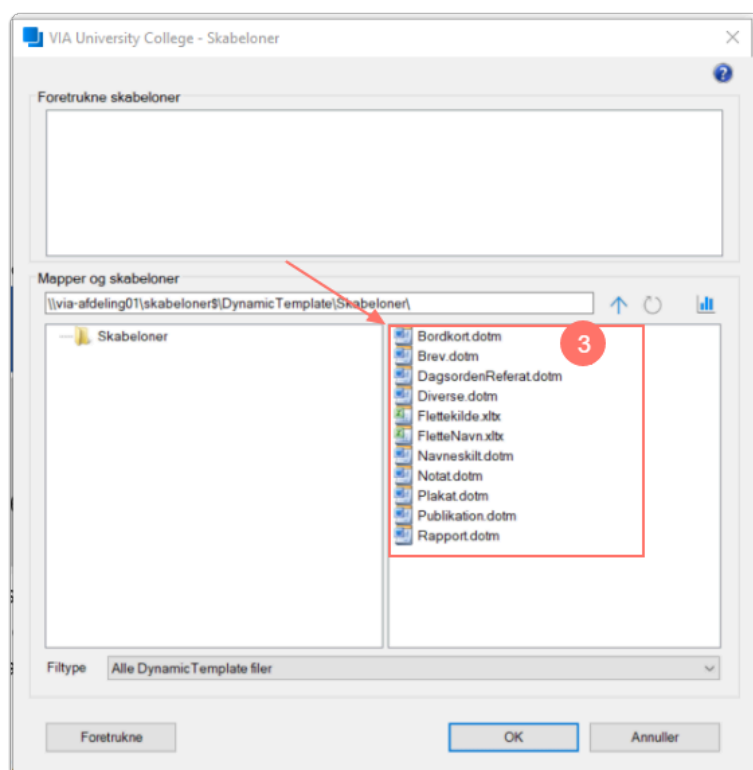 VIA University College - Skabeloner
Foretrukne skabeloner
Mapper og skabeloner
\\via-afdeling01\skabeloner$\DynamicTemplate\Skabeloner\
Skabeloner
Bordkort.dotm
3
Brev.dotm
DagsordenReferat.dotm
Diverse.dotm
Flettekilde.xltx
FletteNavn.xltx
Navneskilt.dotm
Notat.dotm
Plakat.dotm
Publikation.dotm
Rapport.dotm
Filtype Alle DynamicTemplate filer
Foretrukne OK Annuller